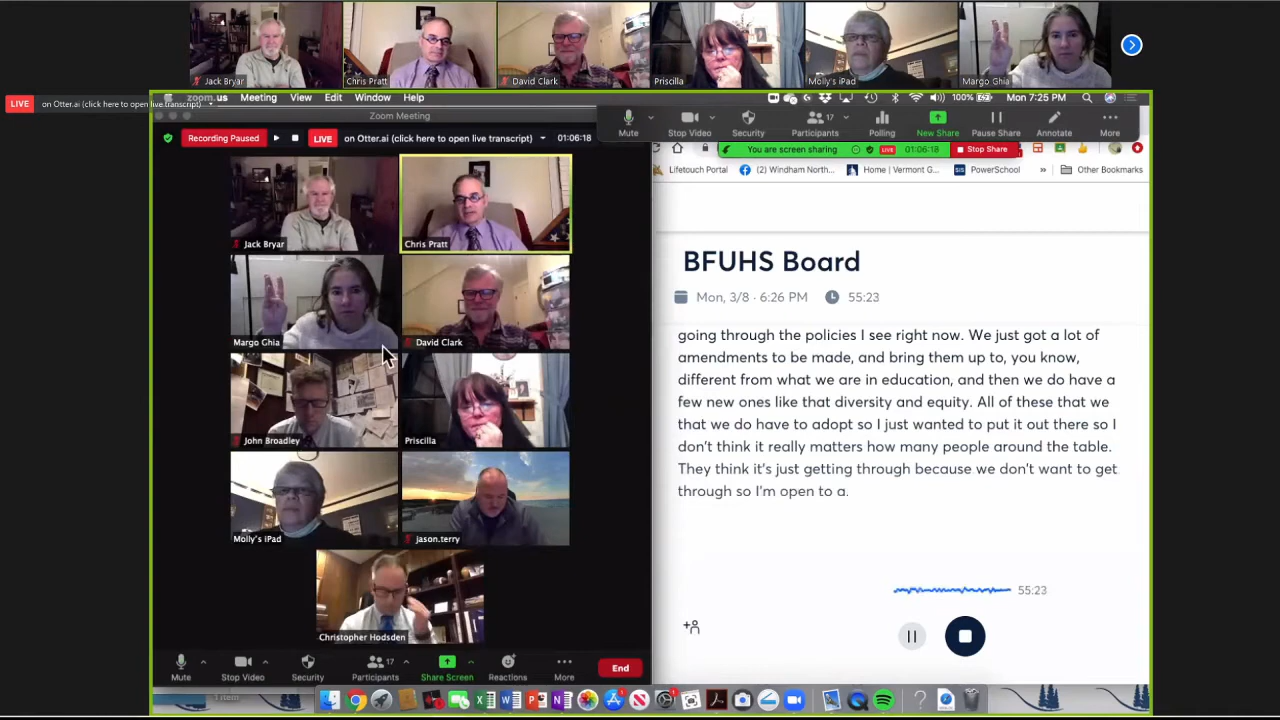 Jack Bryar
Chris Pratt
David Clark
Priscilla
Molly's iPad
Margo Ghia
LIVE on Otter.ai (click here to open live transcript)
zoom.us Meeting View Edit Window Help
100% Mon 7:25 PM
Zoom Meeting
Recording Paused LIVE on Otter.ai (click here to open live transcript) 01:06:18
Mute Stop Video Security Participants 17 Polling New Share Pause Share Annotate More
You are screen sharing LIVE 01:06:18 Stop Share
Lifetouch Portal (2) Windham North... Home | Vermont G... SIS PowerSchool » Other Bookmarks
Jack Bryar
Chris Pratt
Margo Ghia
David Clark
John Broadley
Priscilla
Molly's iPad
Jason.terry
Christopher Hodsden
BFUHS Board
Mon, 3/8 • 6:26 PM 55:23
going through the policies I see right now. We just got a lot of
amendments to be made, and bring them up to, you know,
different from what we are in education, and then we do have a
few new ones like that diversity and equity. All of these that we
that we do have to adopt so I just wanted to put it out there so I
don't think it really matters how many people around the table.
They think it's just getting through because we don't want to get
through so I'm open to a.
55:23
Mute Stop Video Security Participants 17 Share Screen Reactions More End
1 item